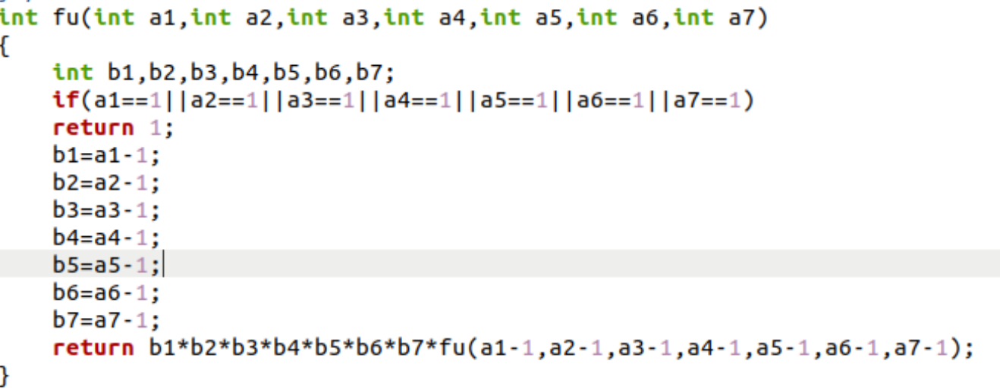 int fu(int a1,int a2,int a3,int a4,int a5,int a6,int a7)
{
    int b1,b2,b3,b4,b5,b6,b7;
    if(a1==1||a2==1||a3==1||a4==1||a5==1||a6==1||a7==1)
    return 1;
    b1=a1-1;
    b2=a2-1;
    b3=a3-1;
    b4=a4-1;
    b5=a5-1;
    b6=a6-1;
    b7=a7-1;
    return b1*b2*b3*b4*b5*b6*b7*fu(a1-1,a2-1,a3-1,a4-1,a5-1,a6-1,a7-1);
}